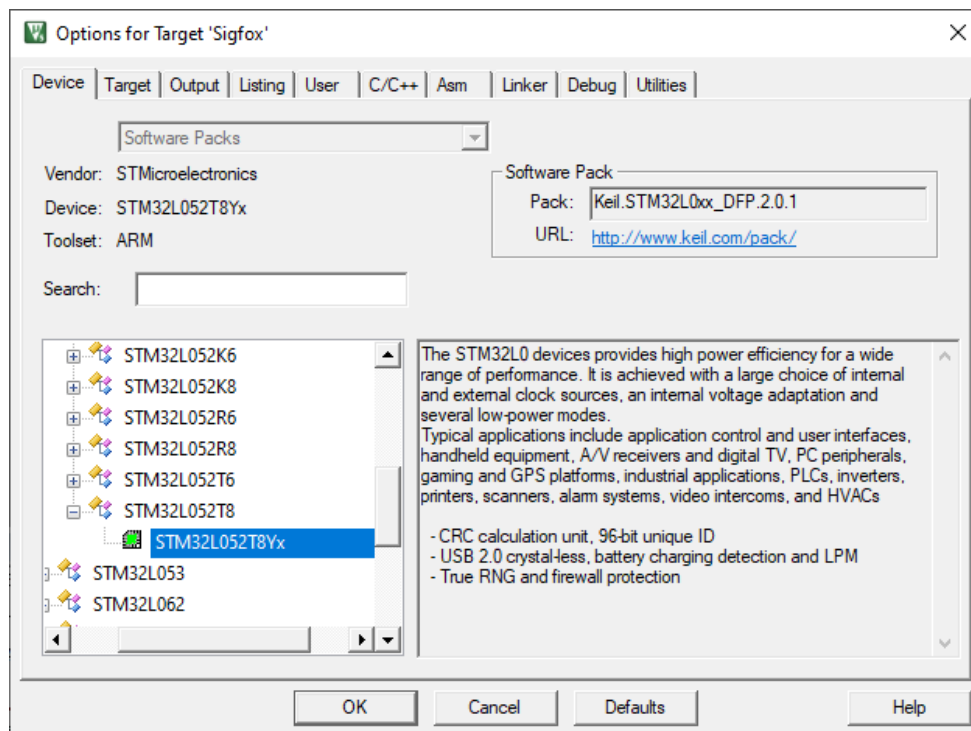 Options for Target 'Sigfox'
Device Target Output Listing User C/C++ Asm Linker Debug Utilities
Software Packs
Vendor: STMicroelectronics
Device: STM32L052T8Yx
Toolset: ARM
Software Pack
Pack: Keil.STM32L0xx_DFP.2.0.1
URL: http://www.keil.com/pack/
Search:
STM32L052K6
STM32L052K8
STM32L052R6
STM32L052R8
STM32L052T6
STM32L052T8
STM32L052T8Yx
STM32L053
STM32L062
The STM32L0 devices provides high power efficiency for a wide
range of performance. It is achieved with a large choice of internal
and external clock sources, an internal voltage adaptation and
several low-power modes.
Typical applications include application control and user interfaces,
handheld equipment, A/V receivers and digital TV, PC peripherals,
gaming and GPS platforms, industrial applications, PLCs, inverters,
printers, scanners, alarm systems, video intercoms, and HVACs
- CRC calculation unit, 96-bit unique ID
- USB 2.0 crystal-less, battery charging detection and LPM
- True RNG and firewall protection
OK Cancel Defaults Help